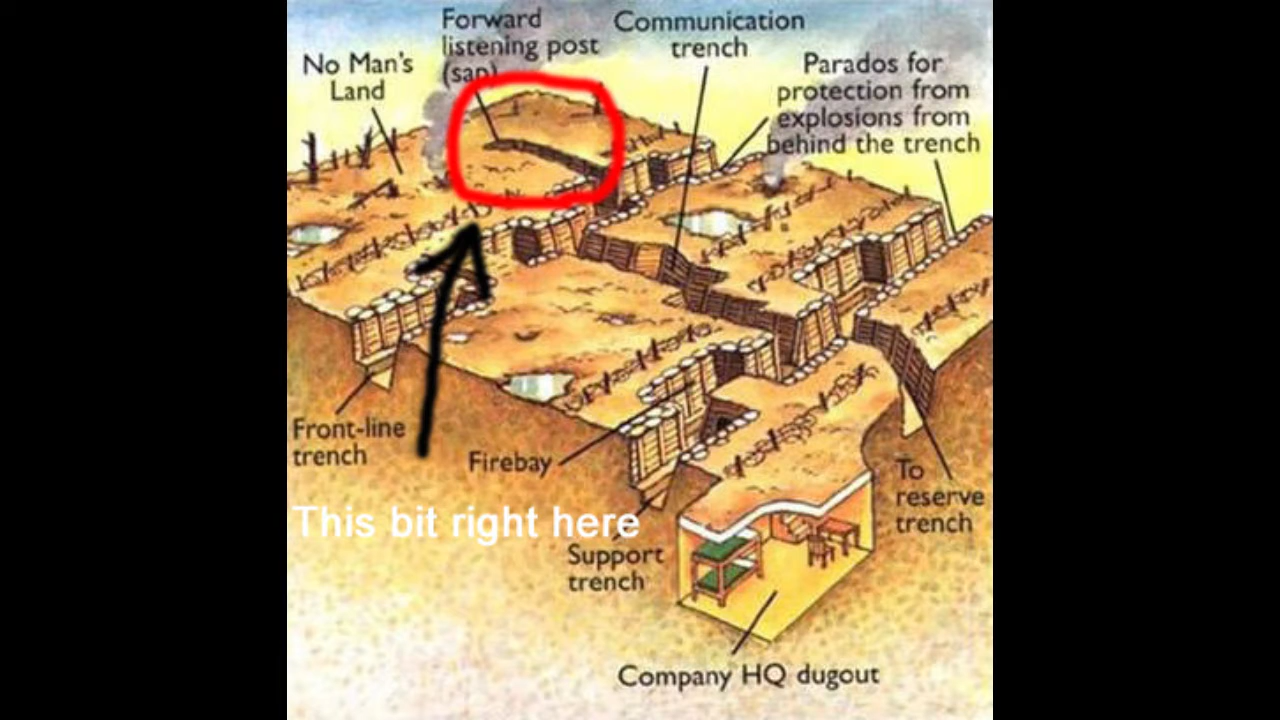 Forward
listening post
(sap)
Communication
trench
No Man's
Land
Parados for
protection from
explosions from
behind the trench
Front-line
trench
Firebay
To
reserve
trench
This bit right here
Support
trench
Company HQ dugout